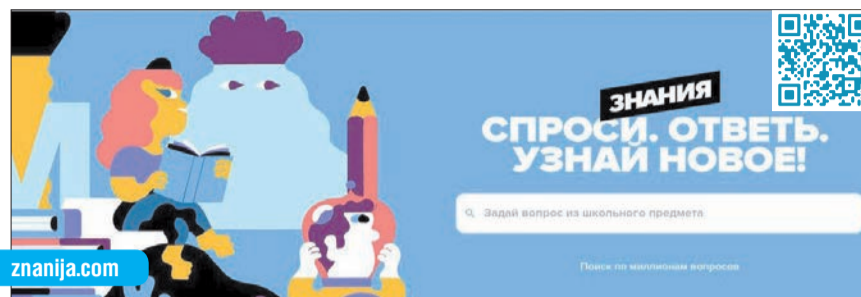 ЗНАНИЯ
СПРОСИ. ОТВЕТЬ.
УЗНАЙ НОВОЕ!
Задай вопрос из школьного предмета
Поиск по миллионам вопросов
znanija.com